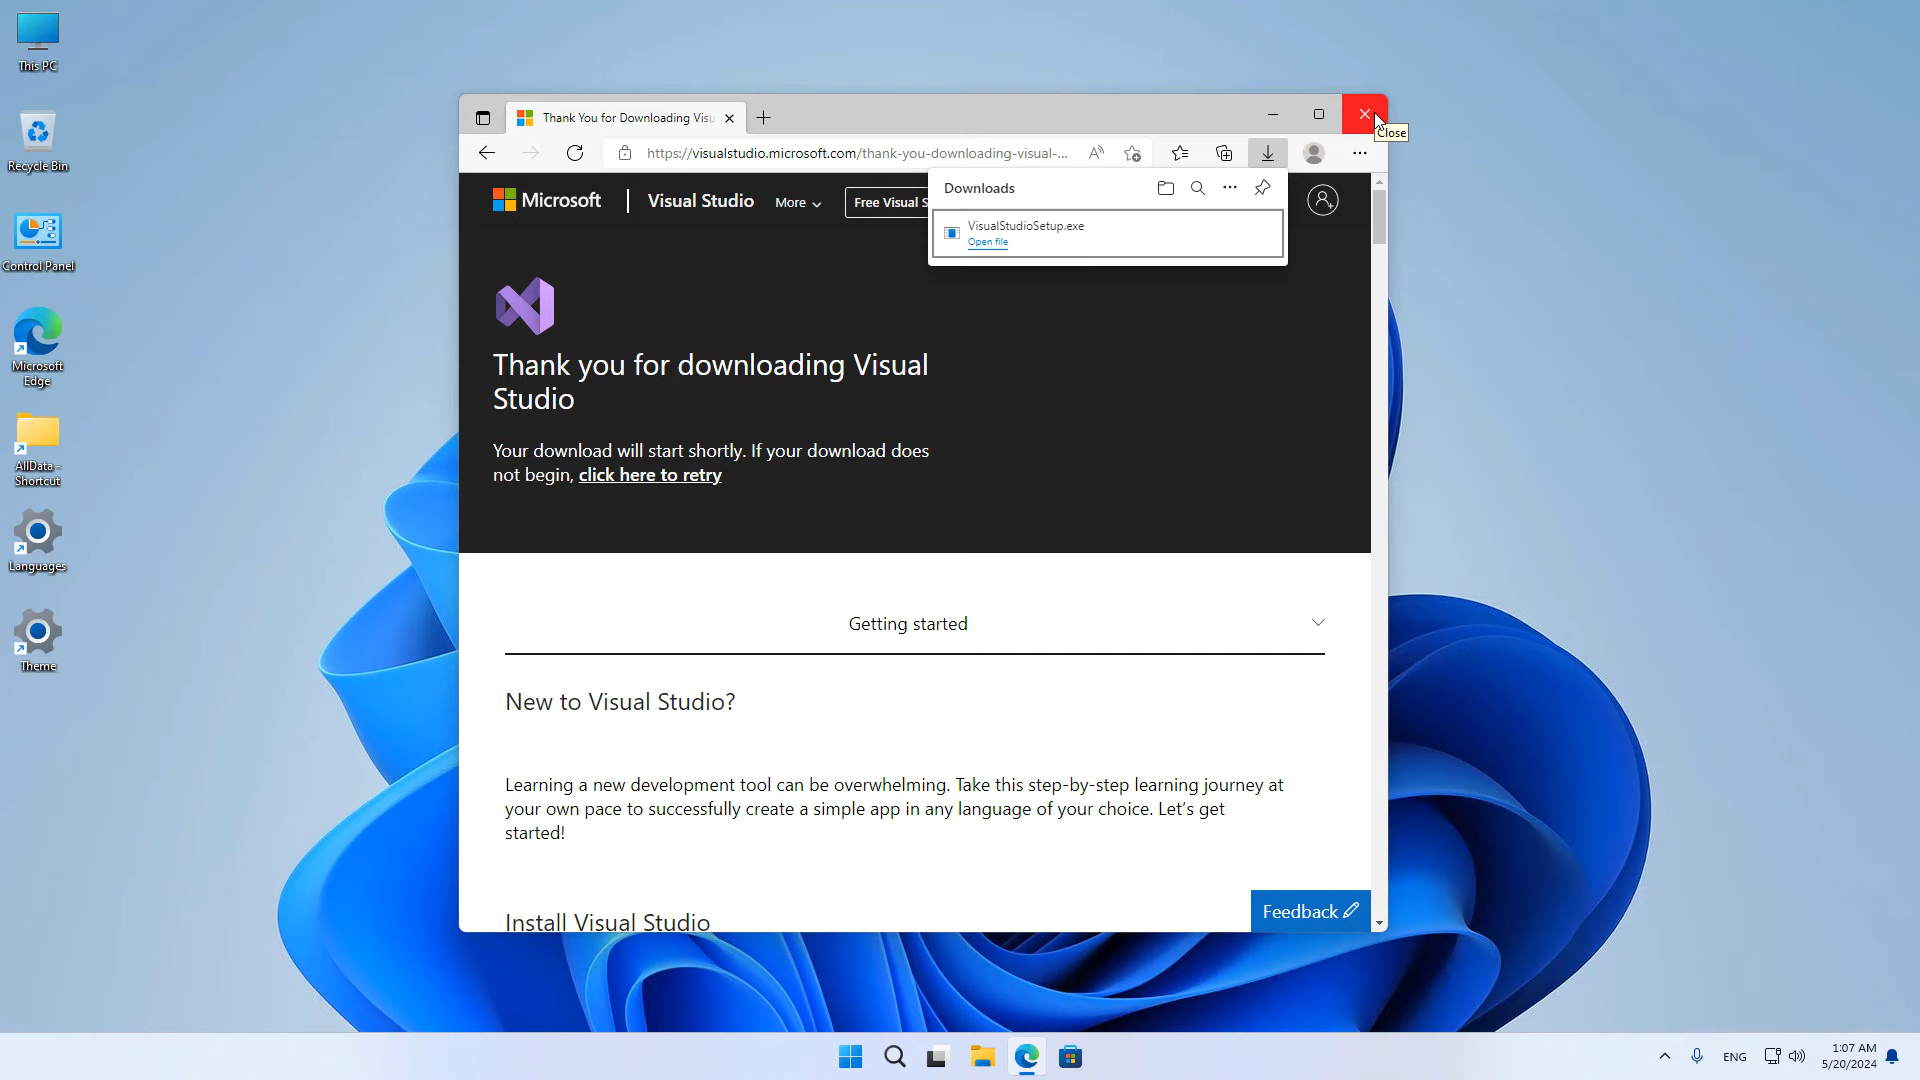 This PC
Recycle Bin
Control Panel
Microsoft
Edge
AllData -
Shortcut
Languages
Theme
Thank You for Downloading Visu
Close
https://visualstudio.microsoft.com/thank-you-downloading-visual-...
Microsoft
Visual Studio
More
Free Visual S
Downloads
VisualStudioSetup.exe
Open file
Thank you for downloading Visual
Studio
Your download will start shortly. If your download does
not begin, click here to retry
Getting started
New to Visual Studio?
Learning a new development tool can be overwhelming. Take this step-by-step learning journey at
your own pace to successfully create a simple app in any language of your choice. Let’s get
started!
Install Visual Studio
Feedback
ENG
1:07 AM
5/20/2024